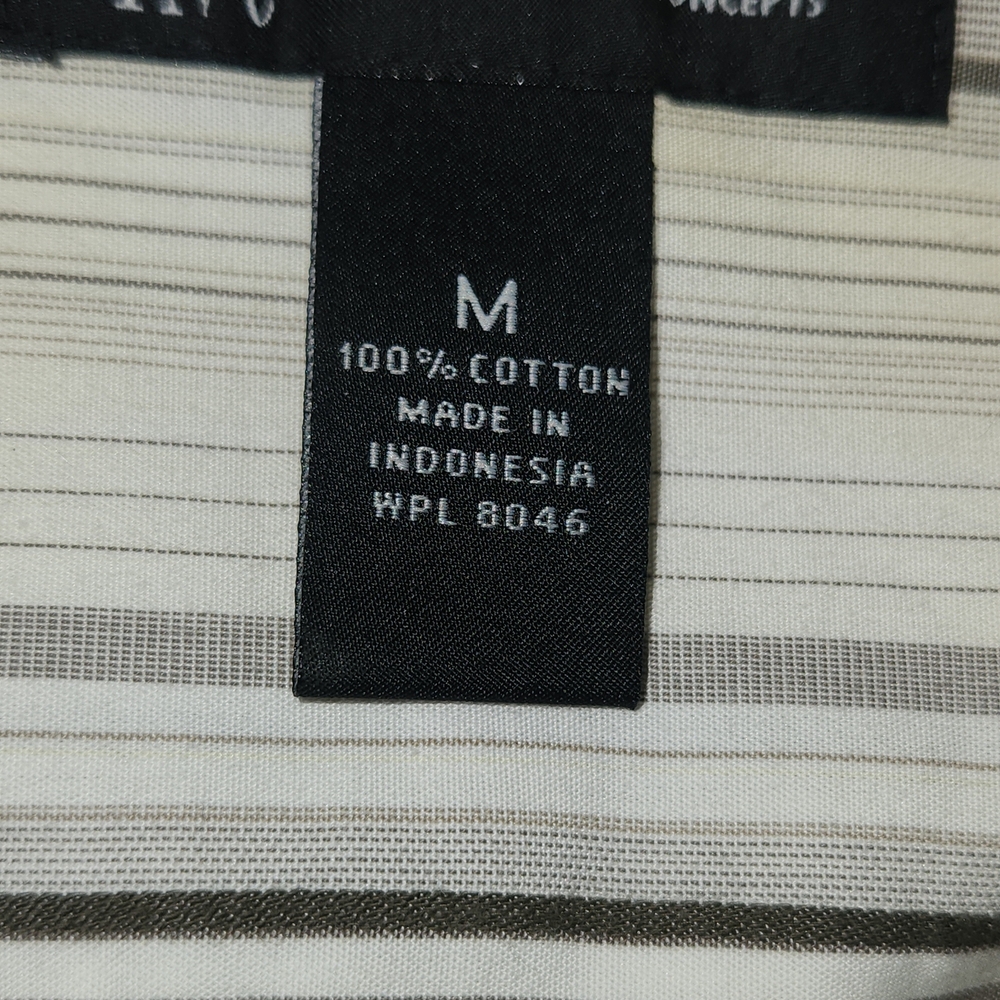 M
100% COTTON
MADE IN
INDONESIA
WPL 8046